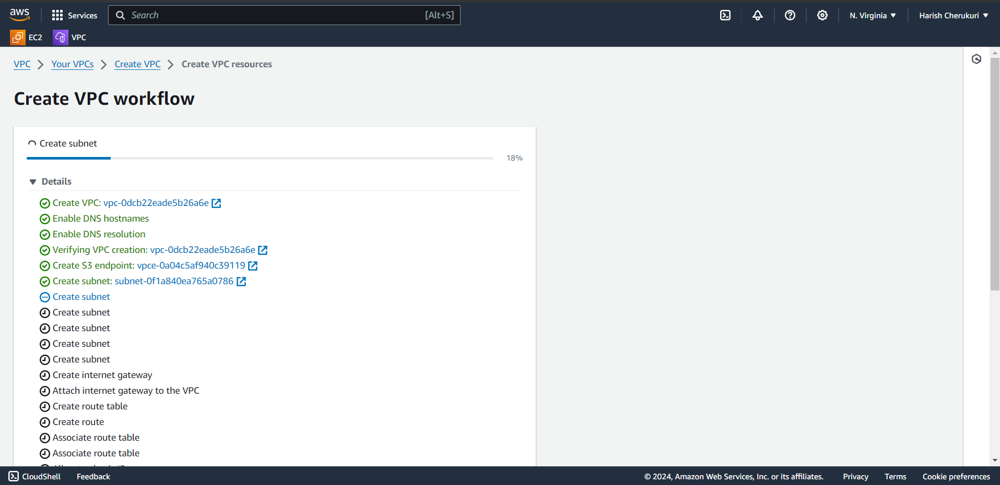 aws Services Search [Alt+S] N. Virginia Harish Cherukuri
EC2 VPC
VPC Your VPCs Create VPC Create VPC resources
Create VPC workflow
Create subnet
18%
Details
Create VPC: vpc-0dcb22eade5b26a6e
Enable DNS hostnames
Enable DNS resolution
Verifying VPC creation: vpc-0dcb22eade5b26a6e
Create S3 endpoint: vpce-0a04c5af940c39119
Create subnet: subnet-0f1a840ea765a0786
Create subnet
Create subnet
Create subnet
Create subnet
Create subnet
Create internet gateway
Attach internet gateway to the VPC
Create route table
Create route
Associate route table
Associate route table
CloudShell Feedback © 2024, Amazon Web Services, Inc. or its affiliates. Privacy Terms Cookie preferences